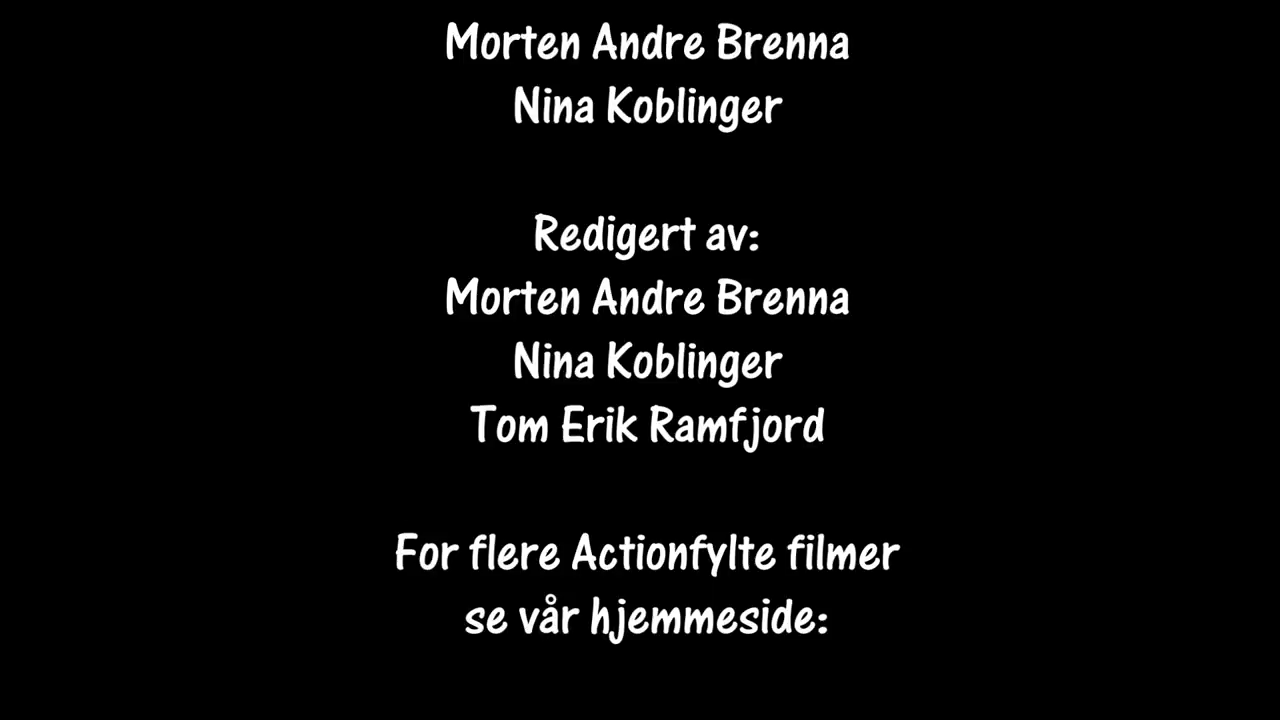 Morten Andre Brenna
Nina Koblinger
Redigert av:
Morten Andre Brenna
Nina Koblinger
Tom Erik Ramfjord
For flere Actionfylte filmer
se vår hjemmeside: